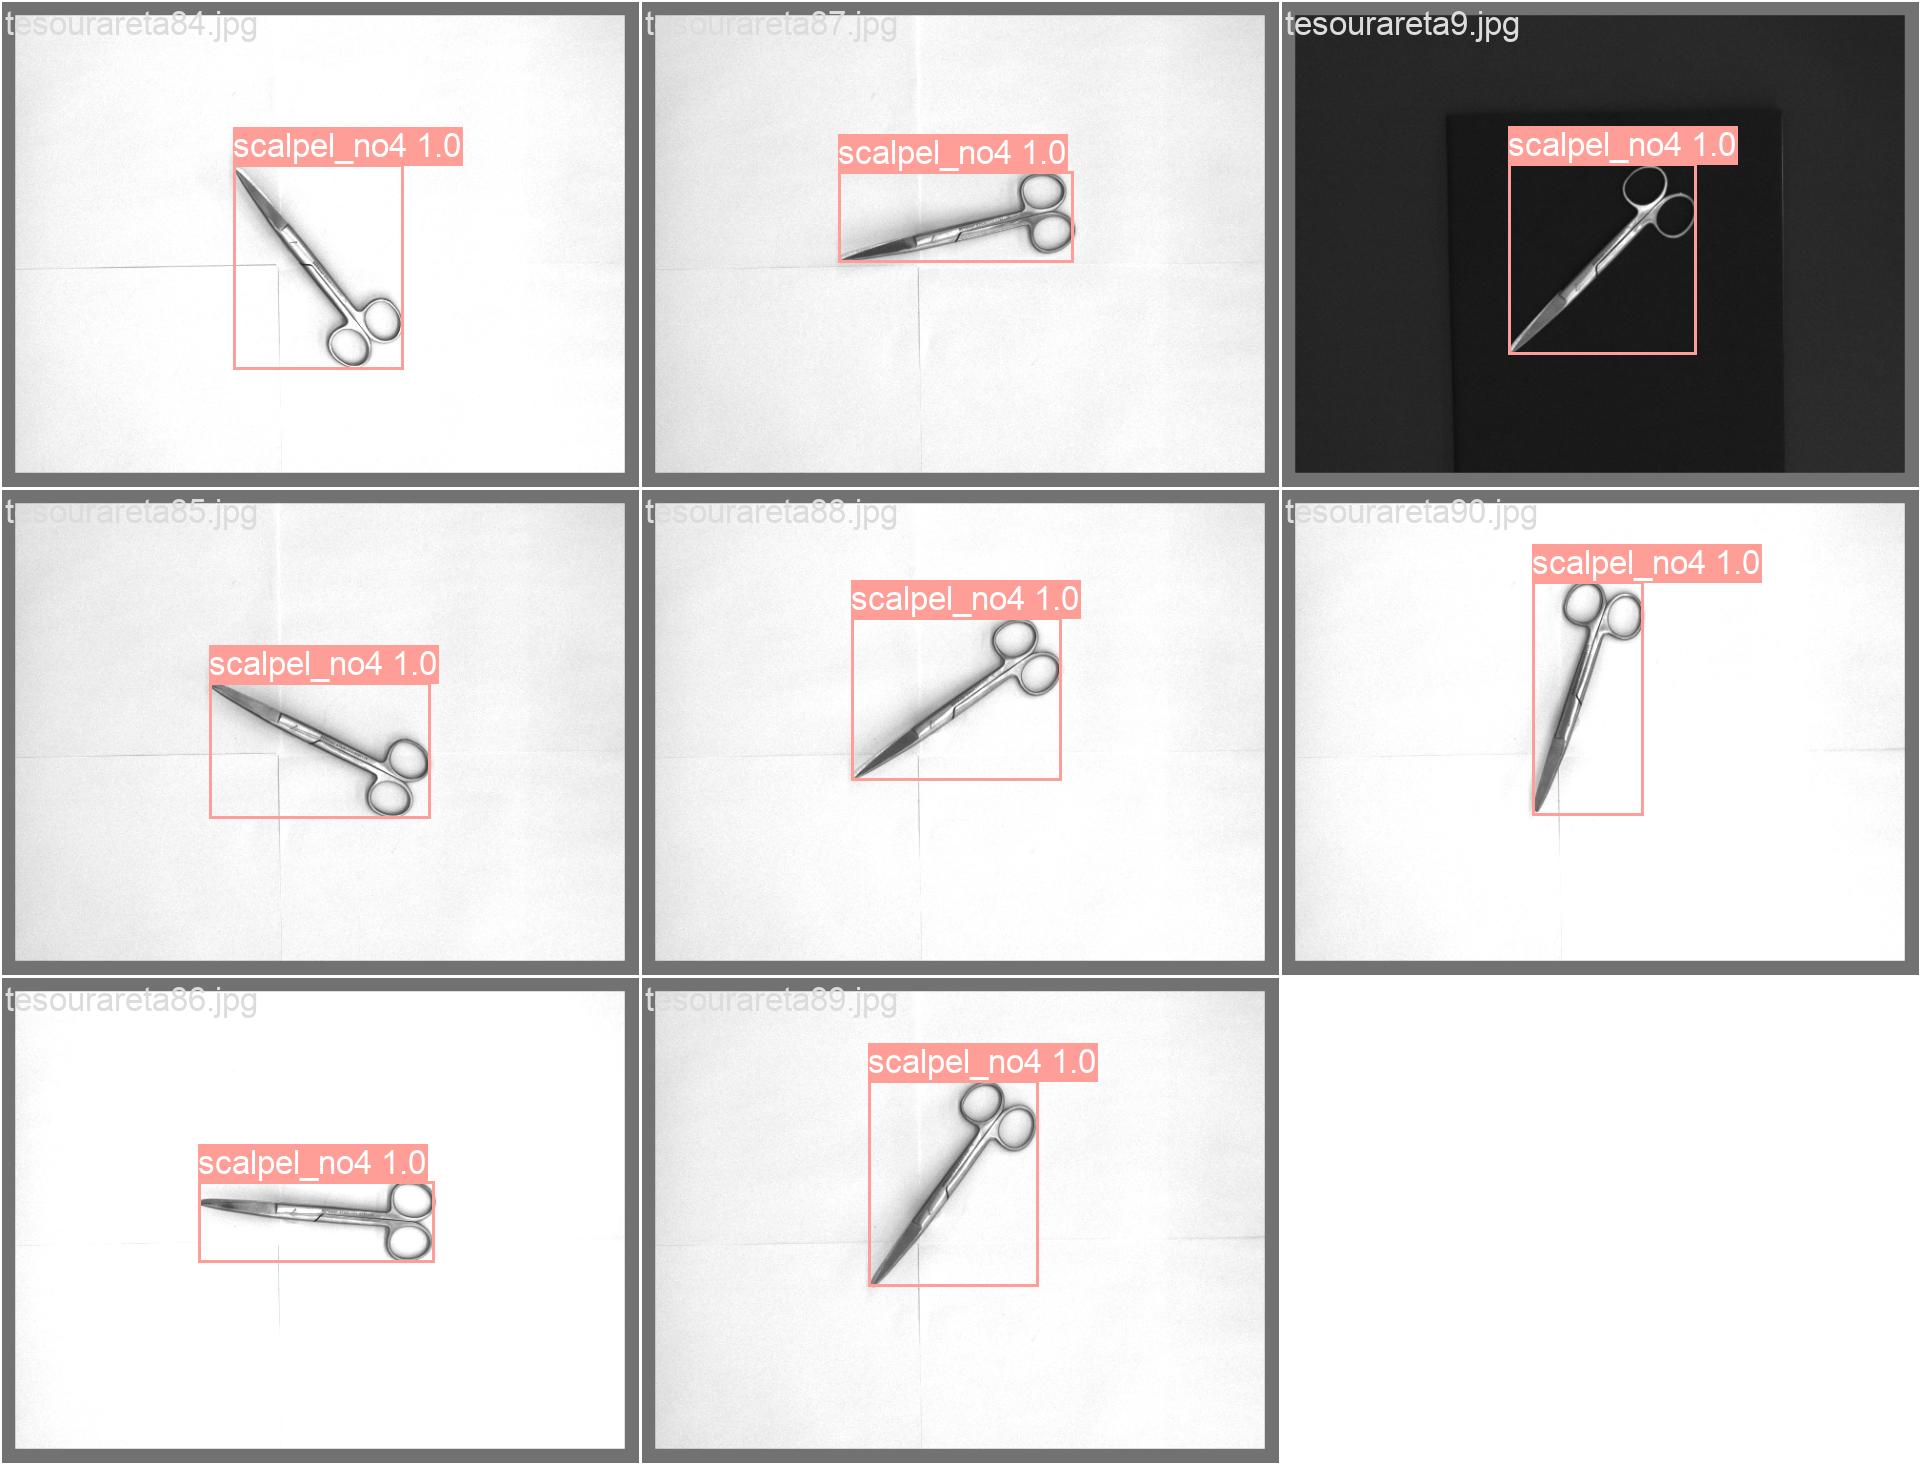 tesourareta84.jpg
scalpel_no4 1.0
tesourareta87.jpg
scalpel_no4 1.0
tesourareta9.jpg
scalpel_no4 1.0
tesourareta85.jpg
scalpel_no4 1.0
tesourareta88.jpg
scalpel_no4 1.0
tesourareta90.jpg
scalpel_no4 1.0
tesourareta86.jpg
scalpel_no4 1.0
tesourareta89.jpg
scalpel_no4 1.0